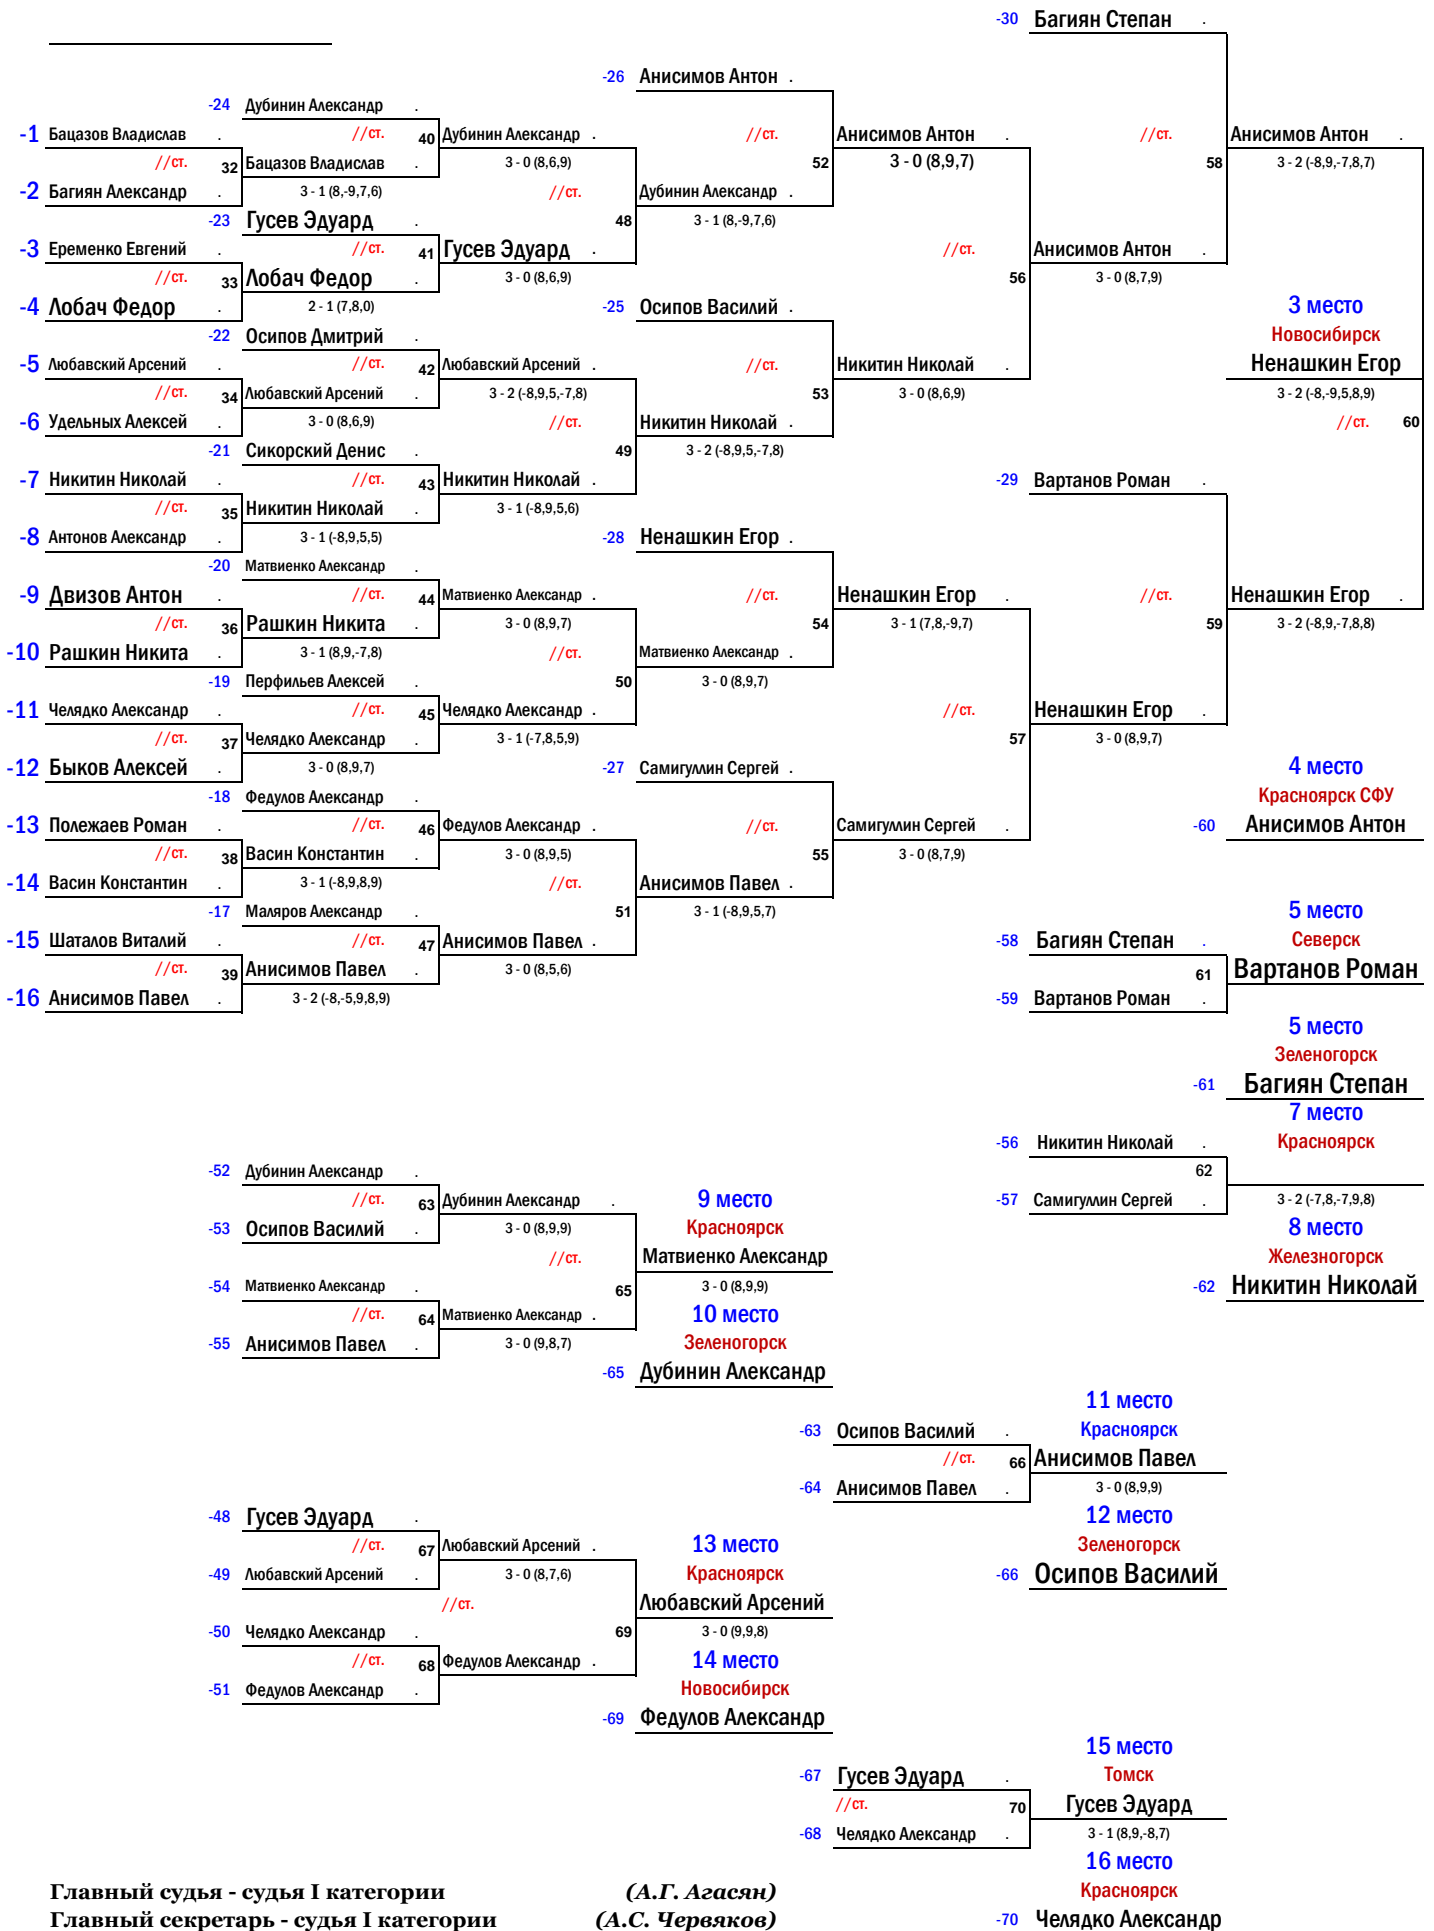 -30 Багиян Степан .
-26 Анисимов Антон .
-24 Дубинин Александр .
-1 Бацазов Владислав . //ст. 40 Дубинин Александр . //ст. Анисимов Антон . //ст. Анисимов Антон .
//ст. 32 Бацазов Владислав . 3 - 0 (8,6,9) 52 3 - 0 (8,9,7) 58 3 - 2 (-8,9,-7,8,7)
-2 Багиян Александр . 3 - 1 (8,-9,7,6) //ст. Дубинин Александр .
-23 Гусев Эдуард . 48 3 - 1 (8,-9,7,6)
-3 Еременко Евгений . //ст. 41 Гусев Эдуард . //ст. Анисимов Антон .
//ст. 33 Лобач Федор . 3 - 0 (8,6,9) 56 3 - 0 (8,7,9)
-4 Лобач Федор . 2 - 1 (7,8,0) -25 Осипов Василий . 3 место
-22 Осипов Дмитрий . Новосибирск
-5 Любавский Арсений . //ст. 42 Любавский Арсений . //ст. Никитин Николай . Ненашкин Егор
//ст. 34 Любавский Арсений . 3 - 2 (-8,9,5,-7,8) 53 3 - 0 (8,6,9) 3 - 2 (-8,-9,5,8,9)
-6 Удельных Алексей . 3 - 0 (8,6,9) //ст. Никитин Николай . //ст. 60
-21 Сикорский Денис . 49 3 - 2 (-8,9,5,-7,8)
-7 Никитин Николай . //ст. 43 Никитин Николай . -29 Вартанов Роман .
//ст. 35 Никитин Николай . 3 - 1 (-8,9,5,6)
-8 Антонов Александр . 3 - 1 (-8,9,5,5) -28 Ненашкин Егор .
-20 Матвиенко Александр .
-9 Двизов Антон . //ст. 44 Матвиенко Александр . //ст. Ненашкин Егор . //ст. Ненашкин Егор .
//ст. 36 Рашкин Никита . 3 - 0 (8,9,7) 54 3 - 1 (7,8,-9,7) 59 3 - 2 (-8,9,-7,8,8)
-10 Рашкин Никита . 3 - 1 (8,9,-7,8) //ст. Матвиенко Александр .
-19 Перфильев Алексей . 50 3 - 0 (8,9,7)
-11 Челядко Александр . //ст. 45 Челядко Александр . //ст. Ненашкин Егор .
//ст. 37 Челядко Александр . 3 - 1 (-7,8,5,9) 57 3 - 0 (8,9,7)
-12 Быков Алексей . 3 - 0 (8,9,7) -27 Самигуллин Сергей . 4 место
-18 Федулов Александр . Красноярск СФУ
-13 Полежаев Роман . //ст. 46 Федулов Александр . //ст. Самигуллин Сергей . -60 Анисимов Антон
//ст. 38 Васин Константин . 3 - 0 (8,9,5) 55 3 - 0 (8,7,9)
-14 Васин Константин . 3 - 1 (-8,9,8,9) //ст. Анисимов Павел .
-17 Маляров Александр . 51 3 - 1 (-8,9,5,7) 5 место
-15 Шаталов Виталий . //ст. 47 Анисимов Павел . -58 Багиян Степан . Северск
//ст. 39 Анисимов Павел . 3 - 0 (8,5,6) 61 Вартанов Роман
-16 Анисимов Павел . 3 - 2 (-8,-5,9,8,9) -59 Вартанов Роман .
5 место
Зеленогорск
-61 Багиян Степан
7 место
-56 Никитин Николай . Красноярск
-52 Дубинин Александр . 62
//ст. 63 Дубинин Александр . 9 место -57 Самигуллин Сергей . 3 - 2 (-7,8,-7,9,8)
-53 Осипов Василий . 3 - 0 (8,9,9) Красноярск 8 место
//ст. Матвиенко Александр Железногорск
-54 Матвиенко Александр . 65 3 - 0 (8,9,9) -62 Никитин Николай
//ст. 64 Матвиенко Александр . 10 место
-55 Анисимов Павел . 3 - 0 (9,8,7) Зеленогорск
-65 Дубинин Александр
11 место
-63 Осипов Василий . Красноярск
//ст. 66 Анисимов Павел
-64 Анисимов Павел . 3 - 0 (8,9,9)
-48 Гусев Эдуард . 12 место
//ст. 67 Любавский Арсений . 13 место Зеленогорск
-49 Любавский Арсений . 3 - 0 (8,7,6) Красноярск -66 Осипов Василий
//ст. Любавский Арсений
-50 Челядко Александр . 69 3 - 0 (9,9,8)
//ст. 68 Федулов Александр . 14 место
-51 Федулов Александр . Новосибирск
-69 Федулов Александр
15 место
-67 Гусев Эдуард . Томск
//ст. 70 Гусев Эдуард
-68 Челядко Александр . 3 - 1 (8,9,-8,7)
16 место
Главный судья - судья I категории (А.Г. Агасян) Красноярск
Главный секретарь - судья I категории (А.С. Червяков) -70 Челядко Александр